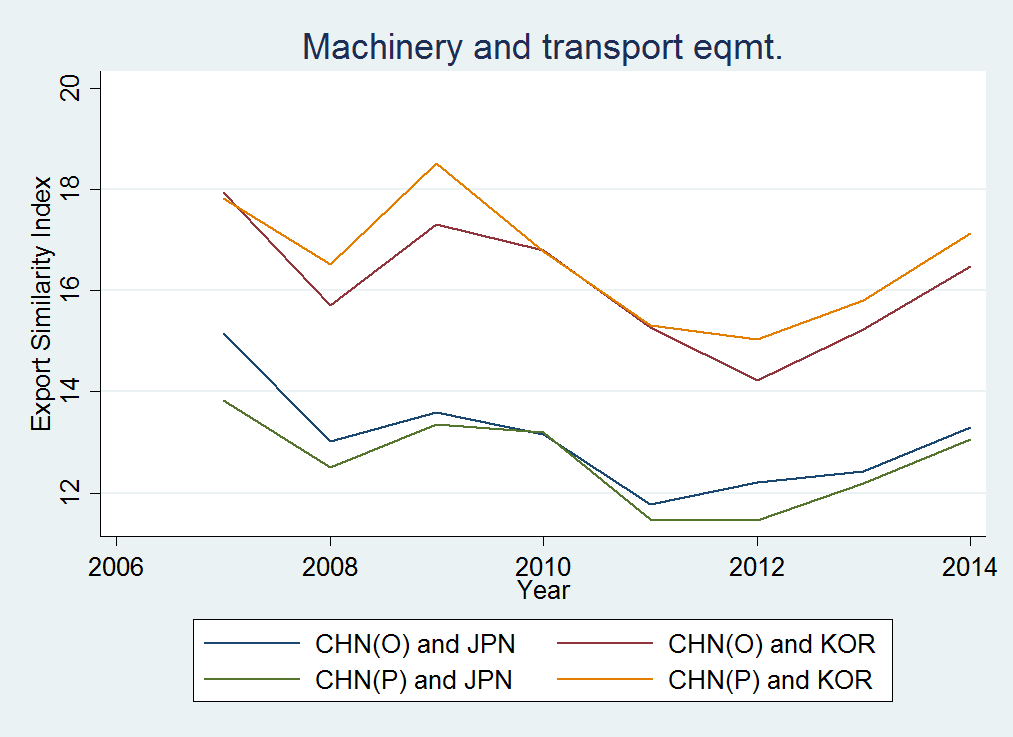 Machinery and transport eqmt.
Export Similarity Index
20
18
16
14
12
2006 2008 2010 2012 2014
Year
CHN(O) and JPN CHN(O) and KOR
CHN(P) and JPN CHN(P) and KOR